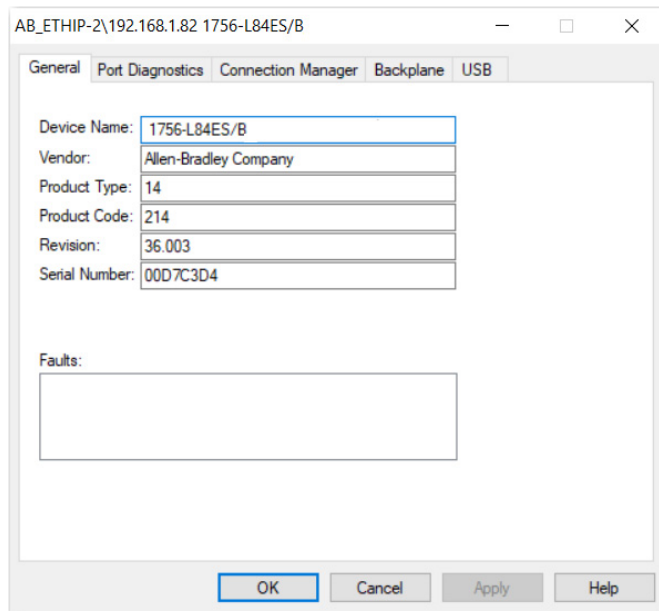 AB_ETHIP-2\192.168.1.82 1756-L84ES/B
General Port Diagnostics Connection Manager Backplane USB
Device Name: 1756-L84ES/B
Vendor: Allen-Bradley Company
Product Type: 14
Product Code: 214
Revision: 36.003
Serial Number: 00D7C3D4
Faults:
OK Cancel Apply Help